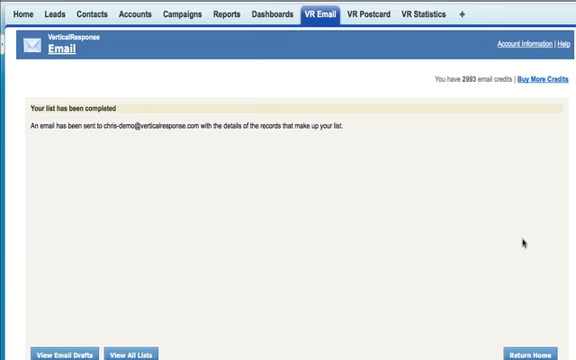 Home Leads Contacts Accounts Campaigns Reports Dashboards VR Email VR Postcard VR Statistics +
VerticalResponse
Email
Account Information | Help
You have 2993 email credits | Buy More Credits
Your list has been completed
An email has been sent to chris-demo@verticalresponse.com with the details of the records that make up your list.
View Email Drafts View All Lists Return Home